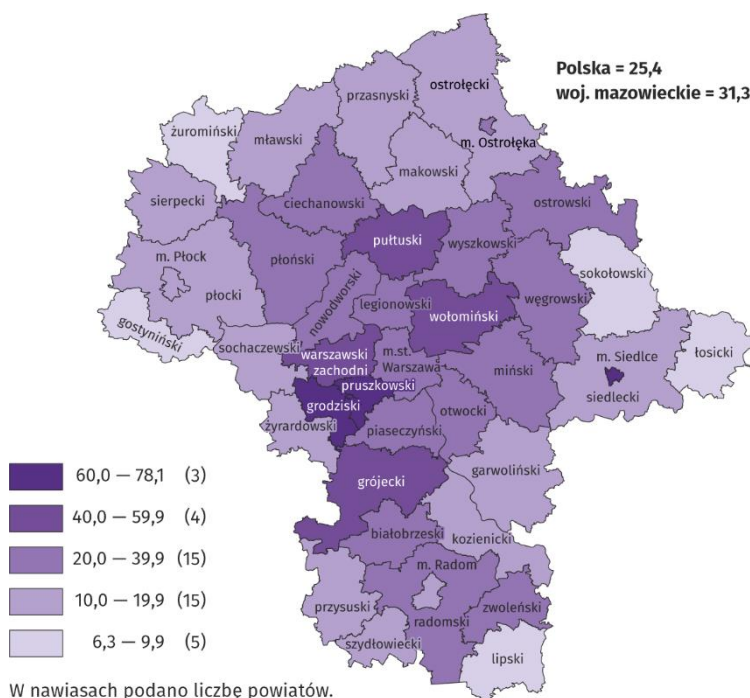 Polska = 25,4
woj. mazowieckie = 31,3
ostrołęcki
przasnyski
żuromiński
mławski
m. Ostrołęka
makowski
sierpecki
ciechanowski
ostrowski
pułtuski
wyszkowski
m. Płock
płoński
sokołowski
płocki
nowodworski
legionowski
węgrowski
gostyniński
wołomiński
sochaczewski
warszawski
zachodni
m.st.
Warszawa
m. Siedlce
łosicki
miński
siedlecki
pruszkowski
grodziski
otwocki
żyrardowski
piaseczyński
garwoliński
grójecki
białobrzeski
kozienicki
m. Radom
przysuski
zwoleński
radomski
szydłowiecki
lipski
60,0 — 78,1 (3)
40,0 — 59,9 (4)
20,0 — 39,9 (15)
10,0 — 19,9 (15)
6,3 — 9,9 (5)
W nawiasach podano liczbę powiatów.